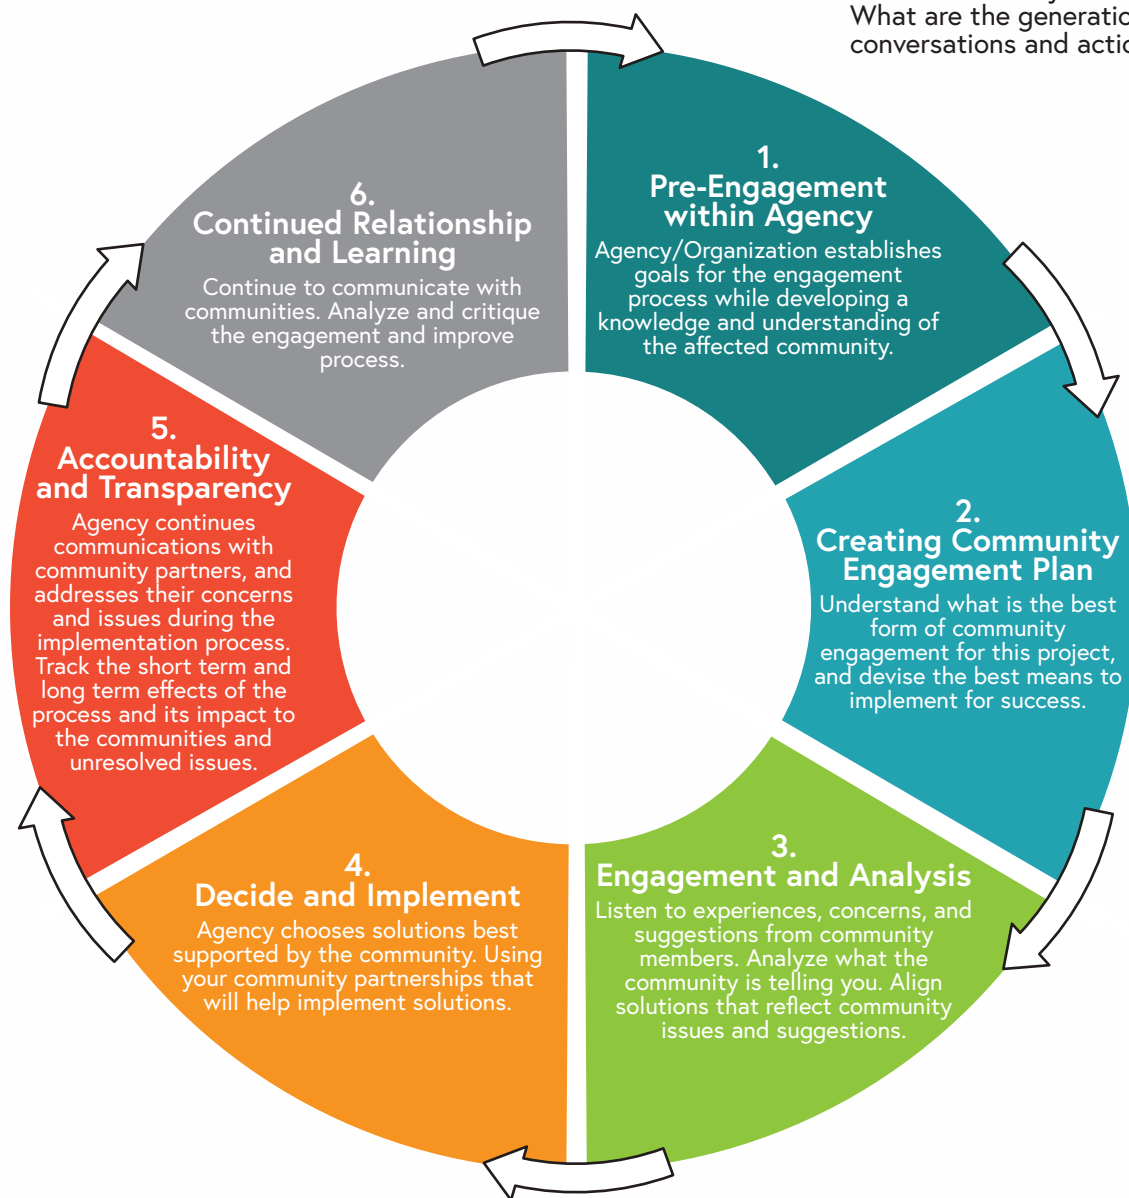 What are the
conversations and
1.
Pre-Engagement
within Agency
Agency/Organization establishes
goals for the engagement
process while developing a
knowledge and understanding of
the affected community.
2.
Creating Community
Engagement Plan
Understand what is the best
form of community
engagement for this project,
and devise the best means to
implement for success.
3.
Engagement and Analysis
Listen to experiences, concerns, and
suggestions from community
members. Analyze what the
community is telling you. Align
solutions that reflect community
issues and suggestions.
4.
Decide and Implement
Agency chooses solutions best
supported by the community. Using
your community partnerships that
will help implement solutions.
5.
Accountability
and Transparency
Agency continues
communications with
community partners, and
addresses their concerns
and issues during the
implementation process.
Track the short term and
long term effects of the
process and its impact to
the communities and
unresolved issues.
6.
Continued Relationship
and Learning
Continue to communicate with
communities. Analyze and critique
the engagement and improve
process.